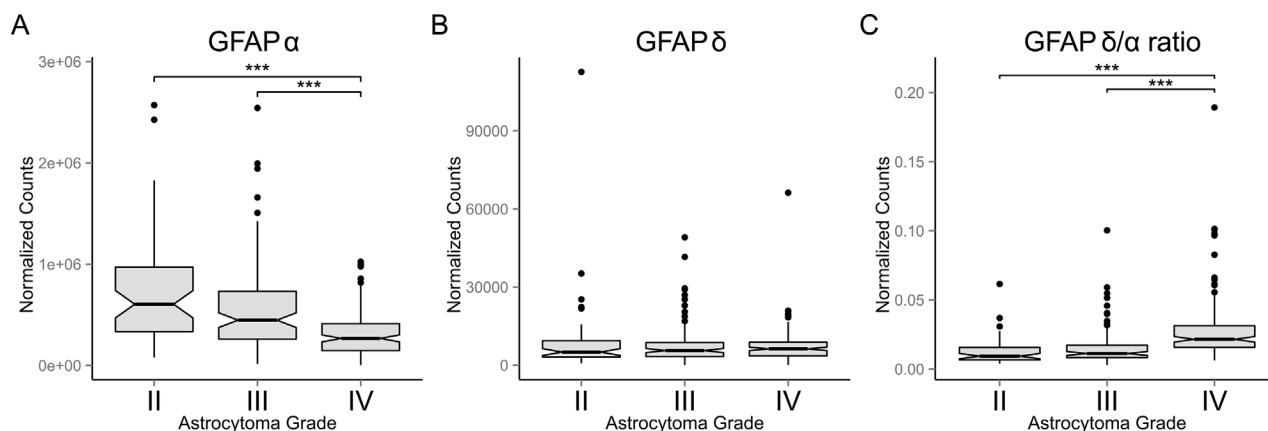 A
GFAP α
***
***
3e+06
2e+06
1e+06
0e+00
Normalized Counts
II III IV
Astrocytoma Grade
B
GFAP δ
90000
60000
30000
0
Normalized Counts
II III IV
Astrocytoma Grade
C
GFAP δ/α ratio
***
***
0.20
0.15
0.10
0.05
0.00
Normalized Counts
II III IV
Astrocytoma Grade